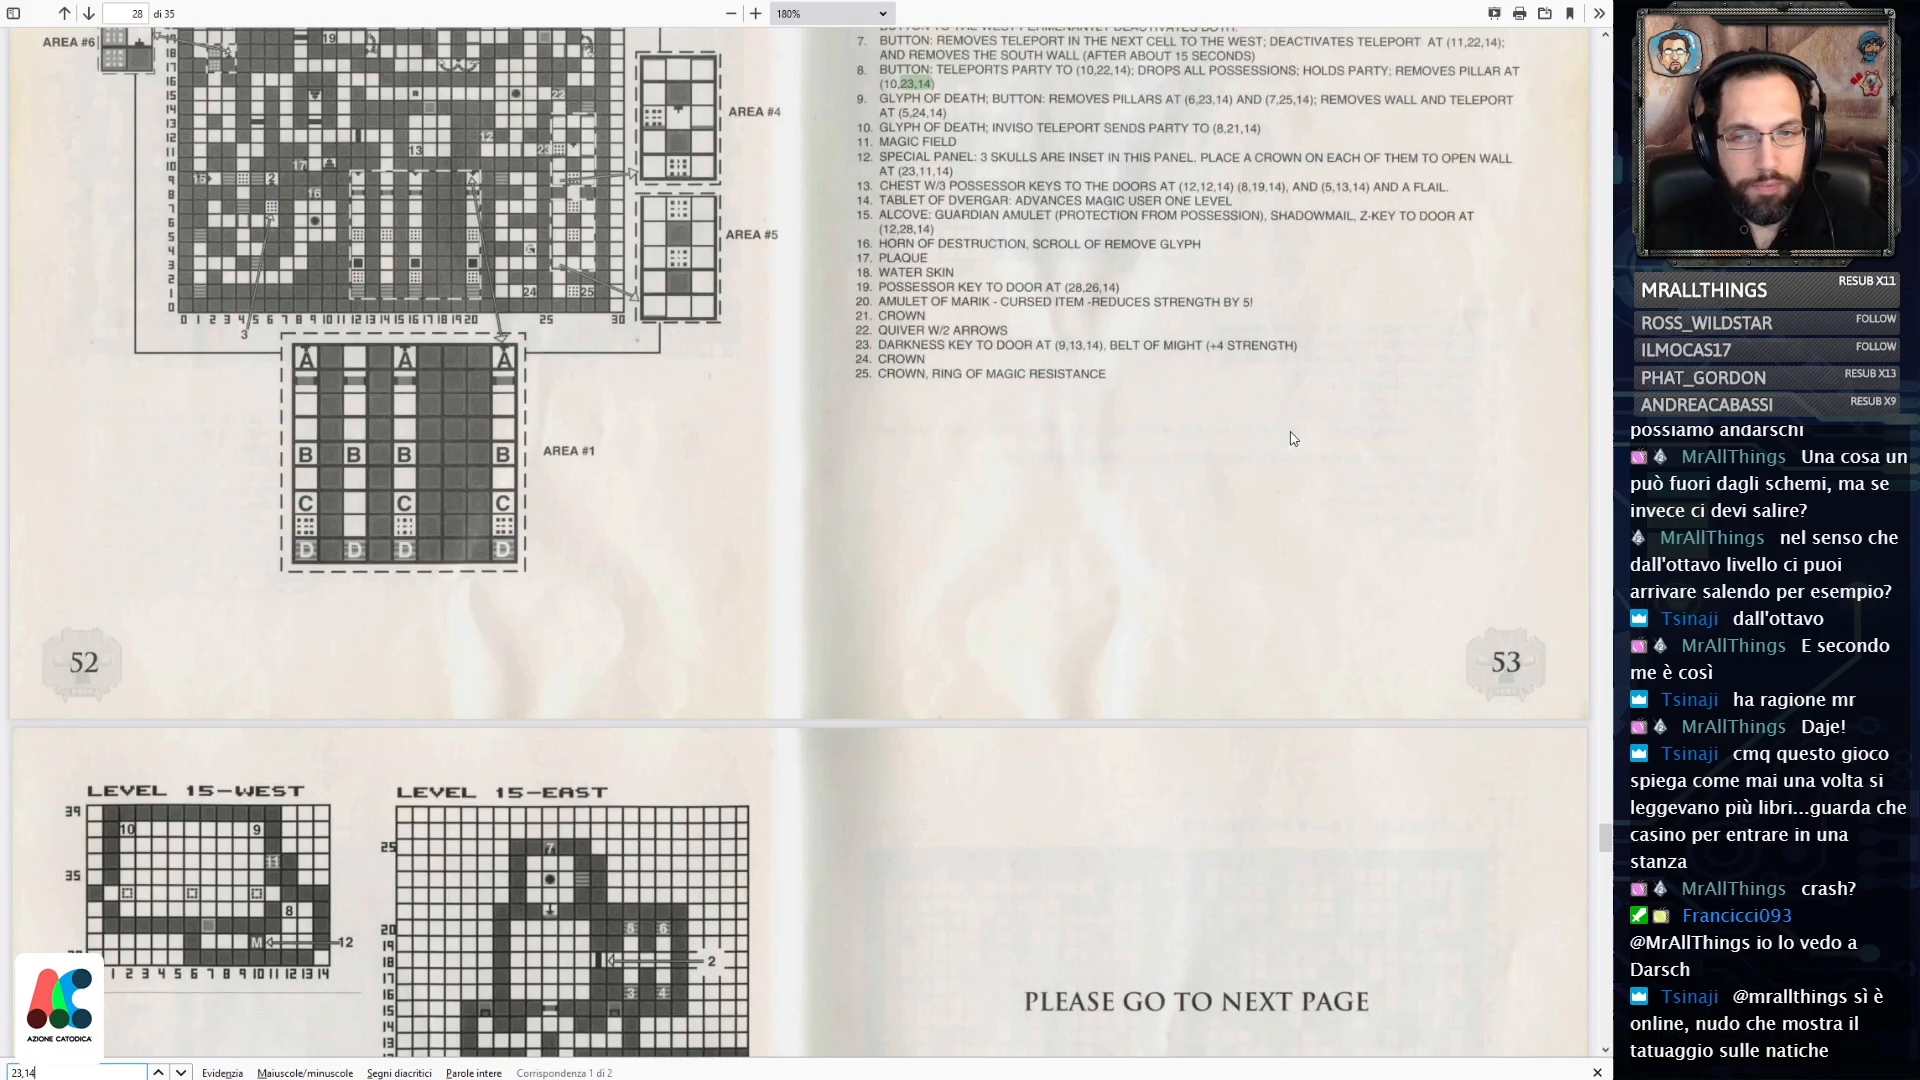 28
di 35
180%
AREA #6
AREA #4
AREA #5
AREA #1
BUTTON TO THE WEST PERMENANTLY DEACTIVATES BOTH.
7. BUTTON: REMOVES TELEPORT IN THE NEXT CELL TO THE WEST; DEACTIVATES TELEPORT AT (11,22,14);
AND REMOVES THE SOUTH WALL (AFTER ABOUT 15 SECONDS)
8. BUTTON: TELEPORTS PARTY TO (10,22,14); DROPS ALL POSSESSIONS; HOLDS PARTY; REMOVES PILLAR AT
(10,23,14)
9. GLYPH OF DEATH; BUTTON: REMOVES PILLARS AT (6,23,14) AND (7,25,14); REMOVES WALL AND TELEPORT
AT (5,24,14)
10. GLYPH OF DEATH; INVISO TELEPORT SENDS PARTY TO (8,21,14)
11. MAGIC FIELD
12. SPECIAL PANEL: 3 SKULLS ARE INSET IN THIS PANEL. PLACE A CROWN ON EACH OF THEM TO OPEN WALL
AT (23,11,14)
13. CHEST W/3 POSSESSOR KEYS TO THE DOORS AT (12,12,14) (8,19,14), AND (5,13,14) AND A FLAIL.
14. TABLET OF DVERGAR: ADVANCES MAGIC USER ONE LEVEL
15. ALCOVE: GUARDIAN AMULET (PROTECTION FROM POSSESSION), SHADOWMAIL, Z-KEY TO DOOR AT
(12,28,14)
16. HORN OF DESTRUCTION, SCROLL OF REMOVE GLYPH
17. PLAQUE
18. WATER SKIN
19. POSSESSOR KEY TO DOOR AT (28,26,14)
20. AMULET OF MARIK - CURSED ITEM -REDUCES STRENGTH BY 5!
21. CROWN
22. QUIVER W/2 ARROWS
23. DARKNESS KEY TO DOOR AT (9,13,14), BELT OF MIGHT (+4 STRENGTH)
24. CROWN
25. CROWN, RING OF MAGIC RESISTANCE
52
53
LEVEL 15-WEST
LEVEL 15-EAST
PLEASE GO TO NEXT PAGE
AZIONE CATODICA
23,14
Evidenzia
Maiuscole/minuscole
Segni diacritici
Parole intere
Corrispondenza 1 di 2
MRALLTHINGS RESUB X11
ROSS_WILDSTAR FOLLOW
ILMOCAS17 FOLLOW
PHAT_GORDON RESUB X13
ANDREACABASSI RESUB X9
possiamo andarschi
MrAllThings Una cosa un
può fuori dagli schemi, ma se
invece ci devi salire?
MrAllThings nel senso che
dall'ottavo livello ci puoi
arrivare salendo per esempio?
Tsinaji dall'ottavo
MrAllThings E secondo
me è così
Tsinaji ha ragione mr
MrAllThings Daje!
Tsinaji cmq questo gioco
spiega come mai una volta si
leggevano più libri...guarda che
casino per entrare in una
stanza
MrAllThings crash?
Francicci093
@MrAllThings io lo vedo a
Darsch
Tsinaji @mrallthings sì è
online, nudo che mostra il
tatuaggio sulle natiche